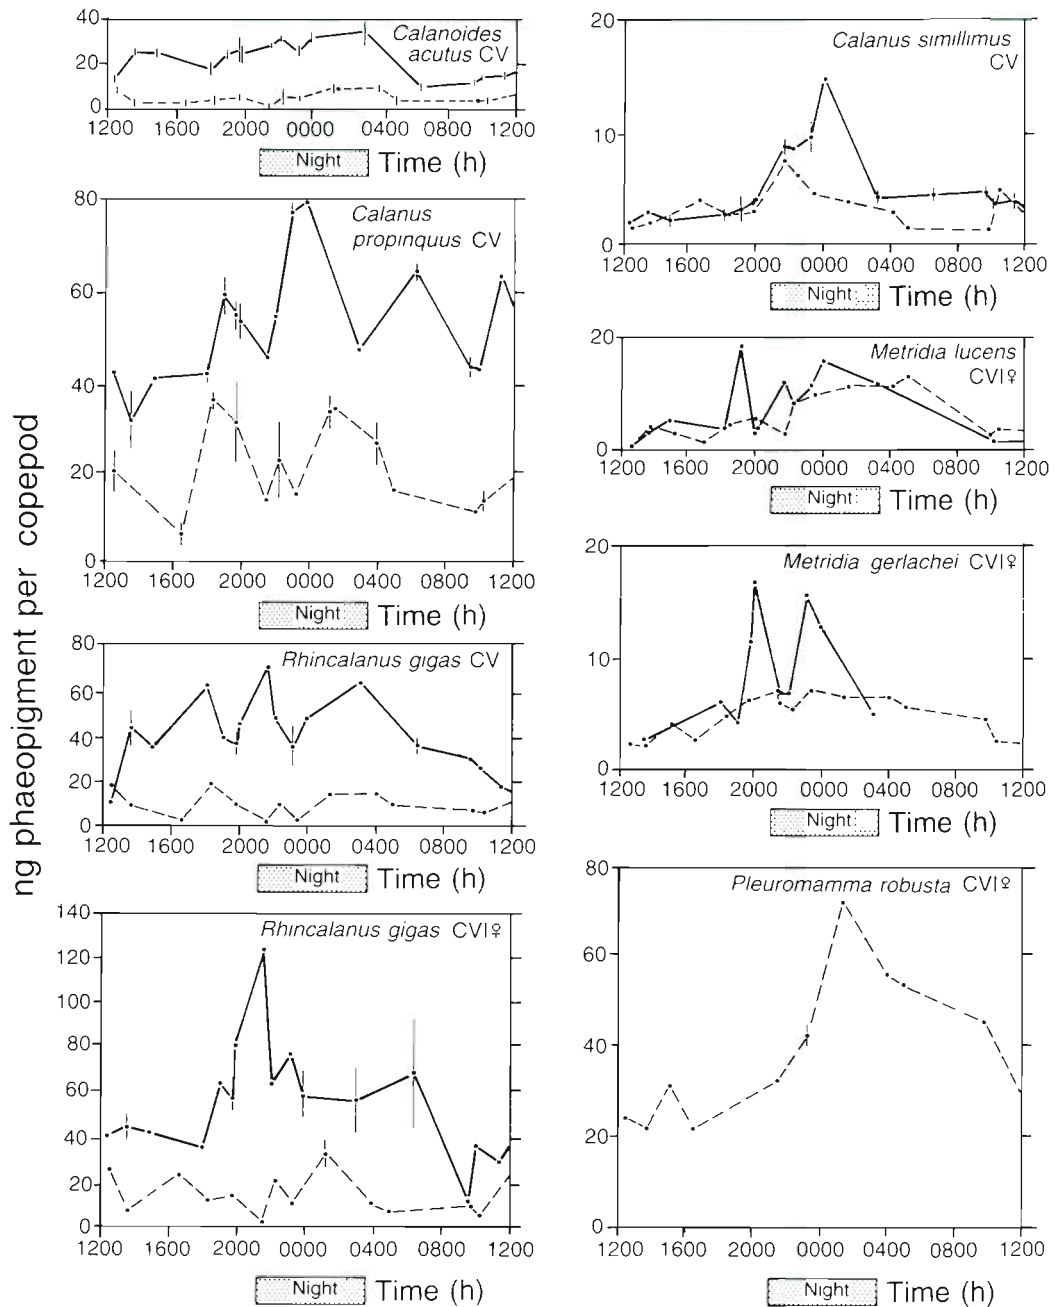 ng phaeopigment per copepod
Calanoides
acutus CV
40
20
0
1200 1600 2000 0000 0400 0800 1200
Night Time (h)
Calanus
propinquus CV
80
60
40
20
0
1200 1600 2000 0000 0400 0800 1200
Night Time (h)
Rhincalanus gigas CV
80
60
40
20
0
1200 1600 2000 0000 0400 0800 1200
Night Time (h)
Rhincalanus gigas CVI♀
140
120
100
80
60
40
20
0
1200 1600 2000 0000 0400 0800 1200
Night Time (h)
Calanus simillimus
CV
20
10
0
1200 1600 2000 0000 0400 0800 1200
Night Time (h)
Metridia lucens
CVI♀
20
10
0
1200 1600 2000 0000 0400 0800 1200
Night Time (h)
Metridia gerlachei CVI♀
20
10
0
1200 1600 2000 0000 0400 0800 1200
Night Time (h)
Pleuromamma robusta CVI♀
80
60
40
20
0
1200 1600 2000 0000 0400 0800 1200
Night Time (h)